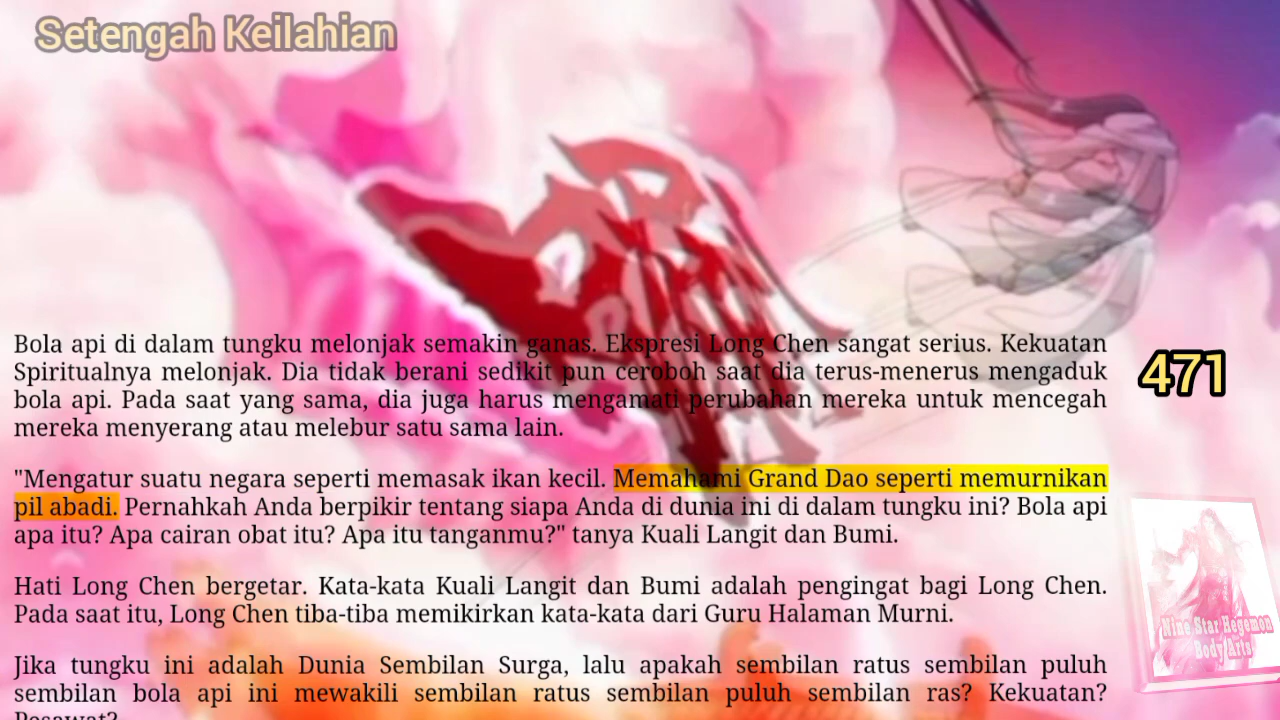 Setengah Keilahian
Bola api di dalam tungku melonjak semakin ganas. Ekspresi Long Chen sangat serius. Kekuatan
Spiritualnya melonjak. Dia tidak berani sedikit pun ceroboh saat dia terus-menerus mengaduk
bola api. Pada saat yang sama, dia juga harus mengamati perubahan mereka untuk mencegah
mereka menyerang atau melebur satu sama lain.
471
"Mengatur suatu negara seperti memasak ikan kecil. Memahami Grand Dao seperti memurnikan
pil abadi. Pernahkah Anda berpikir tentang siapa Anda di dunia ini di dalam tungku ini? Bola api
apa itu? Apa cairan obat itu? Apa itu tanganmu?" tanya Kuali Langit dan Bumi.
Hati Long Chen bergetar. Kata-kata Kuali Langit dan Bumi adalah pengingat bagi Long Chen.
Pada saat itu, Long Chen tiba-tiba memikirkan kata-kata dari Guru Halaman Murni.
Jika tungku ini adalah Dunia Sembilan Surga, lalu apakah sembilan ratus sembilan puluh
sembilan bola api ini mewakili sembilan ratus sembilan puluh sembilan ras? Kekuatan?
Pesawat?
Nine Star Hegemon
Body Arts